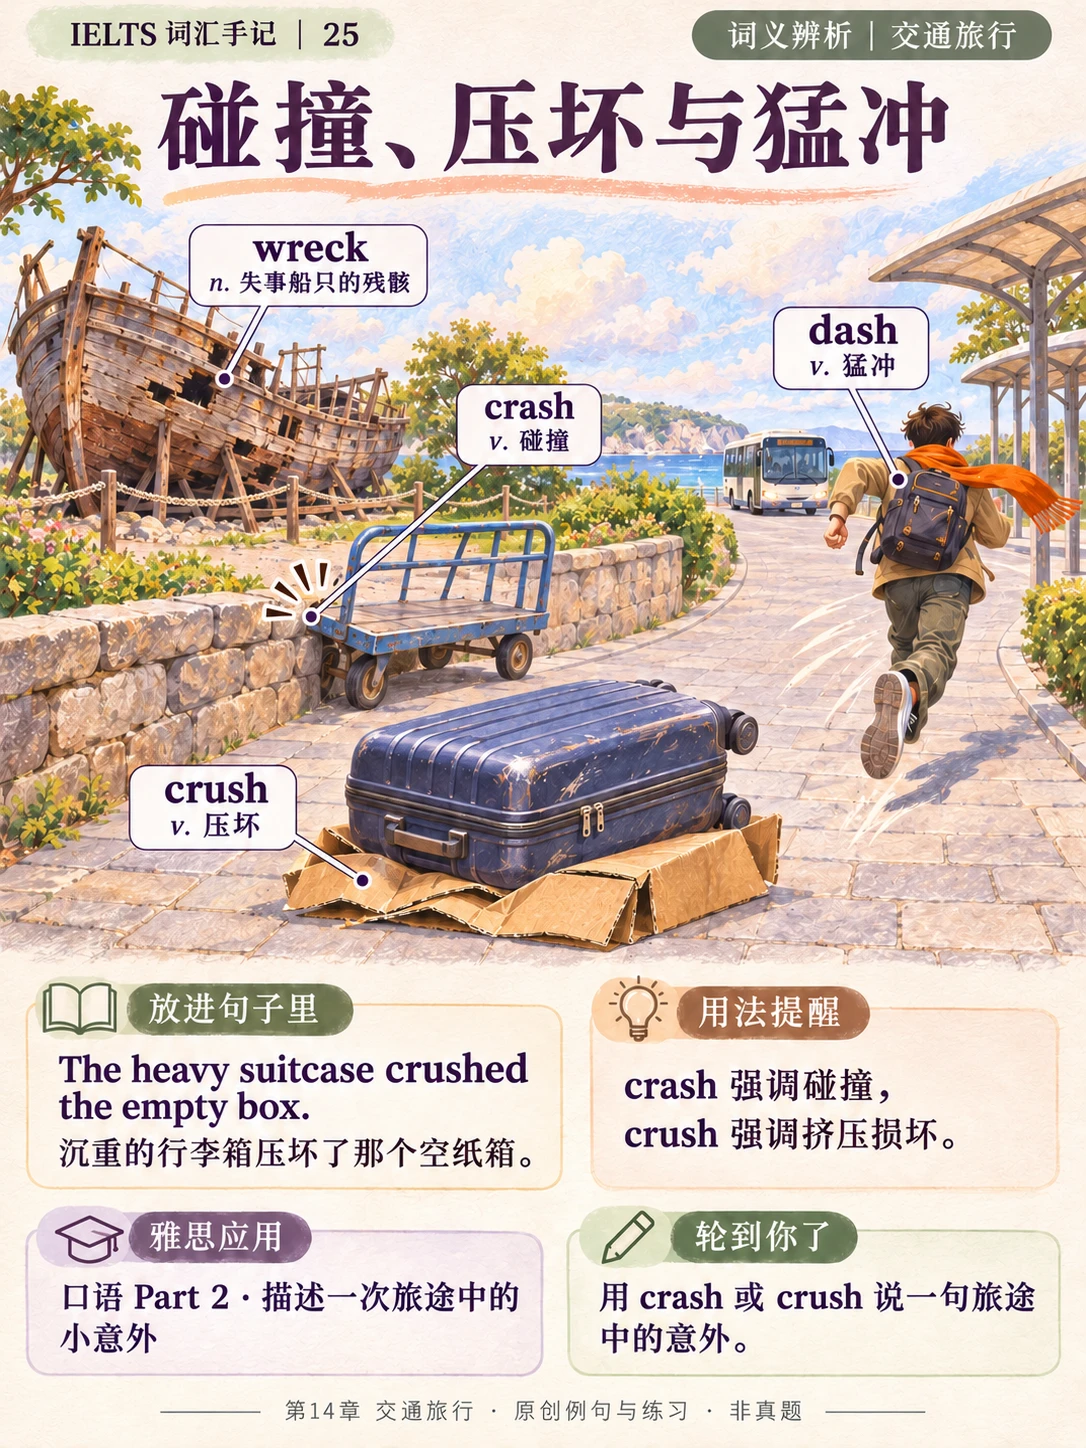 IELTS 词汇手记 | 25
词义辨析 | 交通旅行
碰撞、压坏与猛冲
wreck
n. 失事船只的残骸
dash
v. 猛冲
crash
v. 碰撞
crush
v. 压坏
放进句子里
The heavy suitcase crushed
the empty box.
沉重的行李箱压坏了那个空纸箱。
用法提醒
crash 强调碰撞，
crush 强调挤压损坏。
雅思应用
口语 Part 2 · 描述一次旅途中的
小意外
轮到你了
用 crash 或 crush 说一句旅途
中的意外。
第14章 交通旅行 · 原创例句与练习 · 非真题